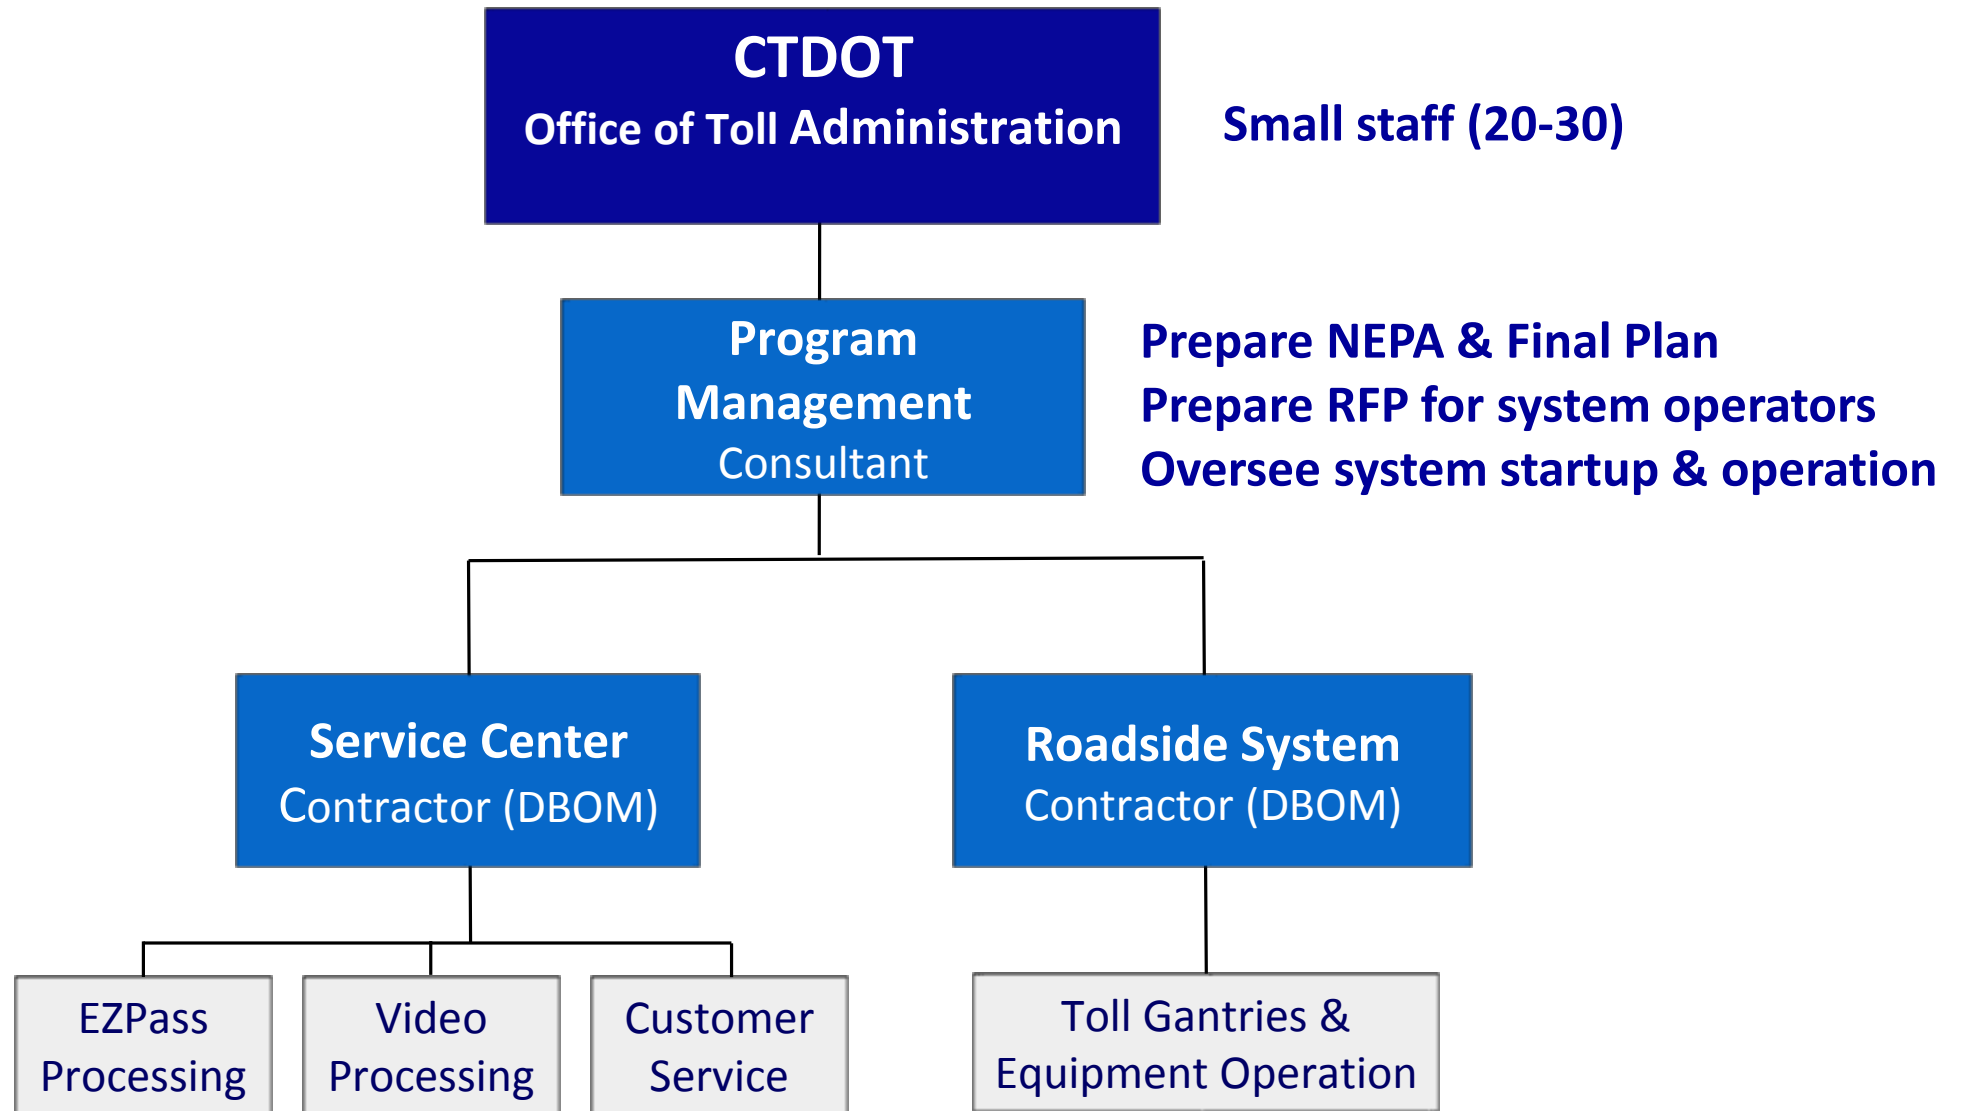 CTDOT
Office of Toll Administration
Small staff (20-30)
Program
Management
Consultant
Prepare NEPA & Final Plan
Prepare RFP for system operators
Oversee system startup & operation
Service Center
Contractor (DBOM)
Roadside System
Contractor (DBOM)
EZPass
Processing
Video
Processing
Customer
Service
Toll Gantries &
Equipment Operation